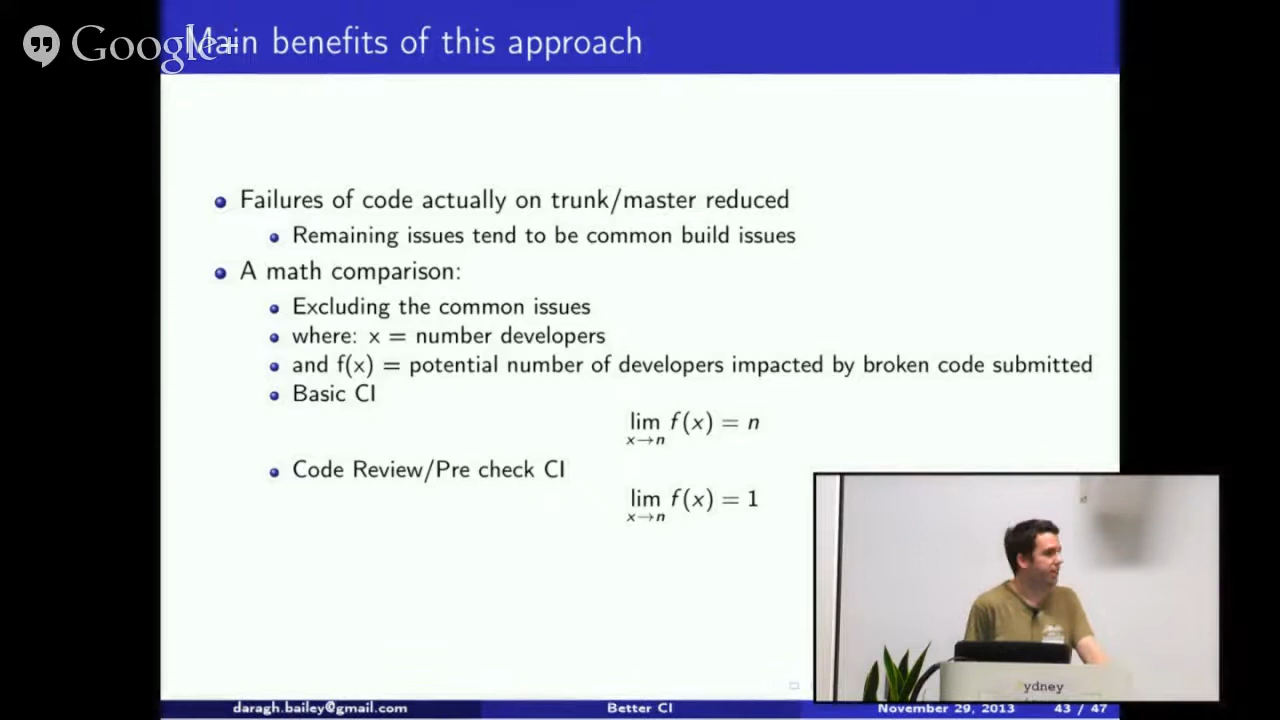 Google+
Main benefits of this approach
Failures of code actually on trunk/master reduced
Remaining issues tend to be common build issues
A math comparison:
Excluding the common issues
where: x = number developers
and f(x) = potential number of developers impacted by broken code submitted
Basic CI
lim f(x) = n
x→n
Code Review/Pre check CI
lim f(x) = 1
x→n
ydney
daragh.bailey@gmail.com Better CI November 29, 2013 43 / 47